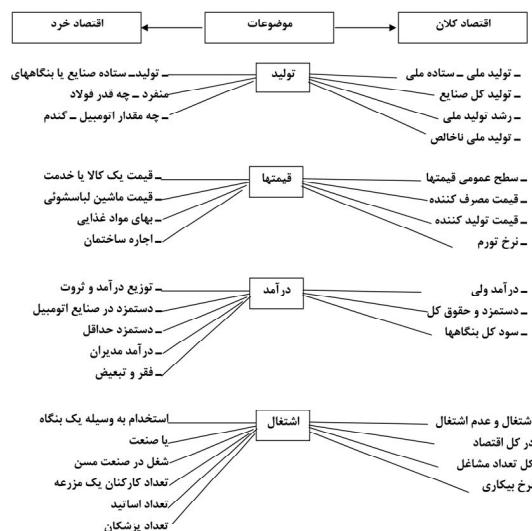 اقتصاد کلان
موضوعات
اقتصاد خرد
تولید
ـ تولید ملی ـ ستاده ملی
ـ تولید کل صنایع
ـ رشد تولید ملی
ـ تولید ملی ناخالص
ـ تولیدـ ستاده صنایع یا بنگاههای
منفرد ـ چه قدر فولاد
ـ چه مقدار اتومبیل ـ گندم
قیمتها
ـ سطح عمومی قیمتها
ـ قیمت مصرف کننده
ـ قیمت تولید کننده
ـ نرخ تورم
ـ قیمت یک کالا یا خدمت
ـ قیمت ماشین لباسشوئی
ـ بهای مواد غذایی
ـ اجاره ساختمان
درآمد
ـ درآمد ولی
ـ دستمزد و حقوق کل
ـ سود کل بنگاهها
ـ توزیع درآمد و ثروت
ـ دستمزد در صنایع اتومبیل
ـ دستمزد حداقل
ـ درآمد مدیران
ـ فقر و تبعیض
اشتغال
شتغال و عدم اشتغال
در کل اقتصاد
کل تعداد مشاغل
نرخ بیکاری
استخدام به وسیله یک بنگاه
یا صنعت
شغل در صنعت مسن
تعداد کارکنان یک مزرعه
تعداد اساتید
تعداد پزشکان